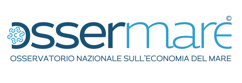 ossermare©
OSSERVATORIO NAZIONALE SULL'ECONOMIA DEL MARE